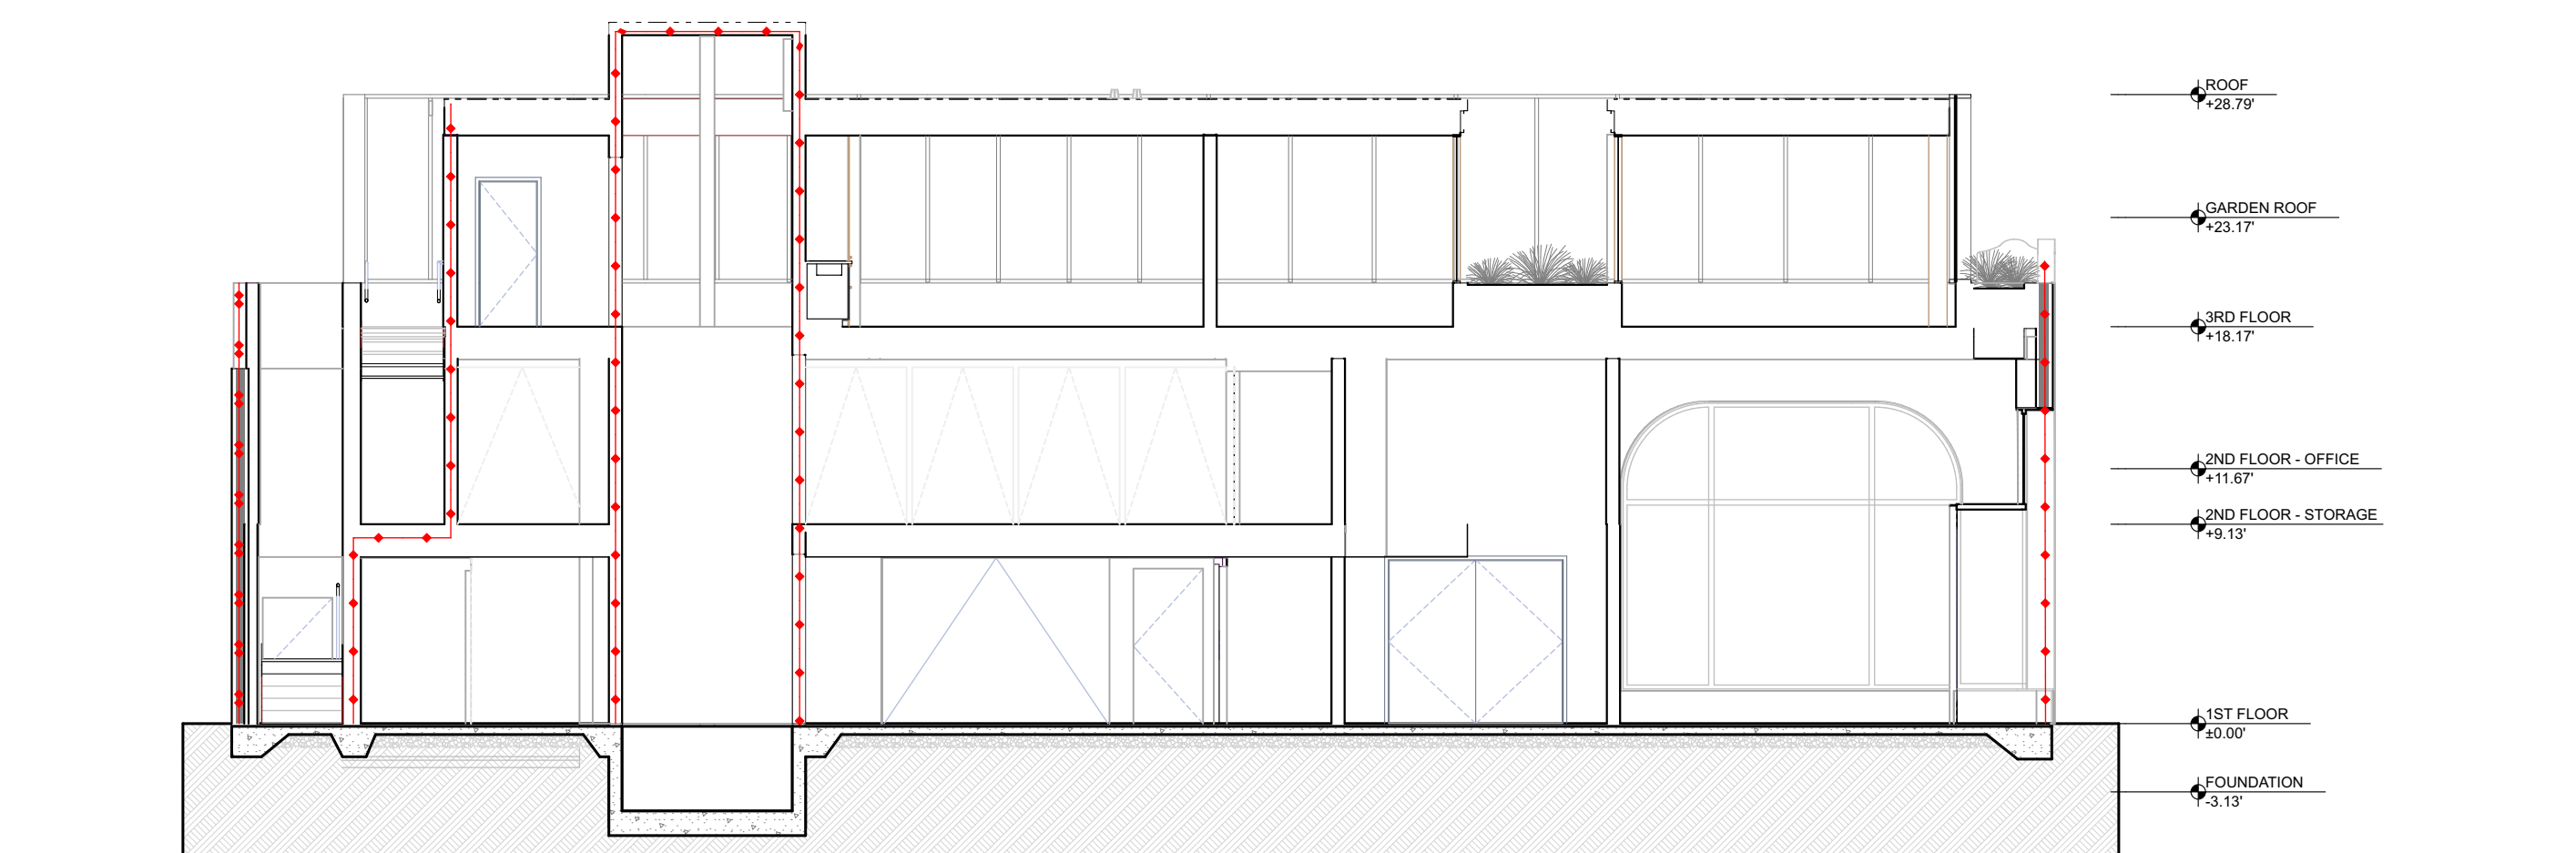 ROOF
+28.79'
GARDEN ROOF
+23.17'
3RD FLOOR
+18.17'
2ND FLOOR - OFFICE
+11.67'
2ND FLOOR - STORAGE
+9.13'
1ST FLOOR
±0.00'
FOUNDATION
-3.13'